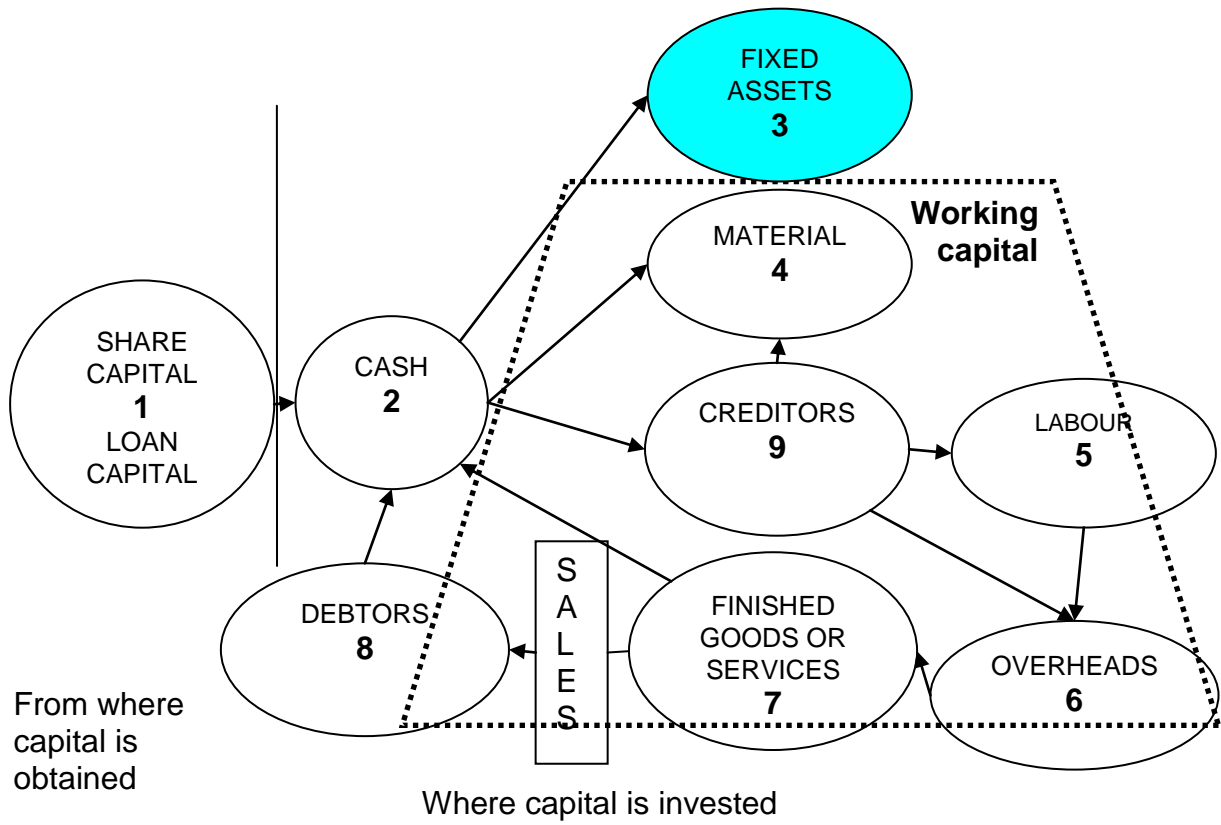 FIXED
ASSETS
3
Working
capital
MATERIAL
4
SHARE
CAPITAL
1
LOAN
CAPITAL
CASH
2
CREDITORS
9
LABOUR
5
DEBTORS
8
S
A
L
E
S
FINISHED
GOODS OR
SERVICES
7
OVERHEADS
6
From where
capital is
obtained
Where capital is invested